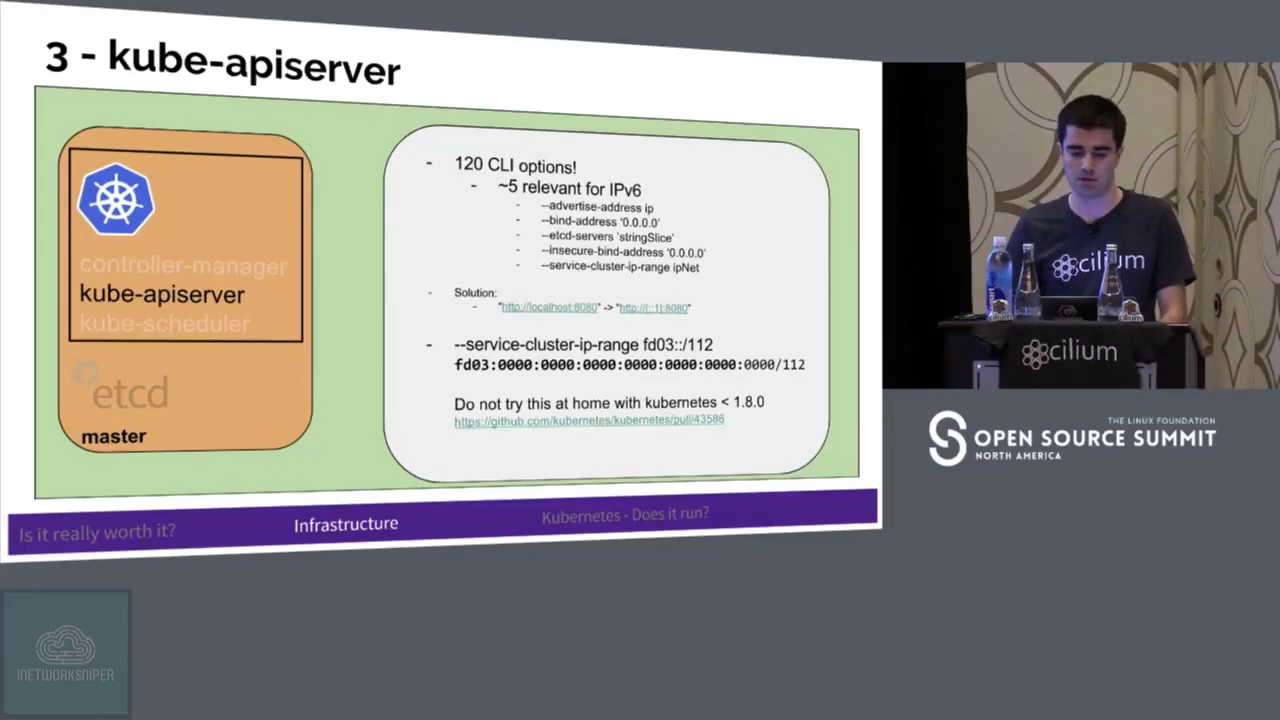 3 - kube-apiserver
controller-manager
kube-apiserver
kube-scheduler
etcd
master
- 120 CLI options!
- ~5 relevant for IPv6
- --advertise-address ip
- --bind-address '0.0.0.0'
- --etcd-servers 'stringSlice'
- --insecure-bind-address '0.0.0.0'
- --service-cluster-ip-range ipNet
- Solution:
- "http://localhost:8080" -> "http://[::1]:8080"
- --service-cluster-ip-range fd03::/112
fd03:0000:0000:0000:0000:0000:0000:0000/112
Do not try this at home with kubernetes < 1.8.0
https://github.com/kubernetes/kubernetes/pull/43586
Is it really worth it?
Infrastructure
Kubernetes - Does it run?
cilium
cilium
THE LINUX FOUNDATION
OPEN SOURCE SUMMIT
NORTH AMERICA
INETWORKSNIPER